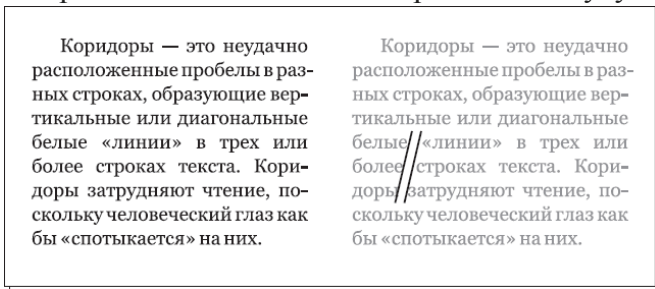 Коридоры — это неудачно
расположенные пробелы в раз-
ных строках, образующие вер-
тикальные или диагональные
белые «линии» в трех или
более строках текста. Кори-
доры затрудняют чтение, по-
скольку человеческий глаз как
бы «спотыкается» на них.
Коридоры — это неудачно
расположенные пробелы в раз-
ных строках, образующие вер-
тикальные или диагональные
белые «линии» в трех или
более строках текста. Кори-
доры затрудняют чтение, по-
скольку человеческий глаз как
бы «спотыкается» на них.